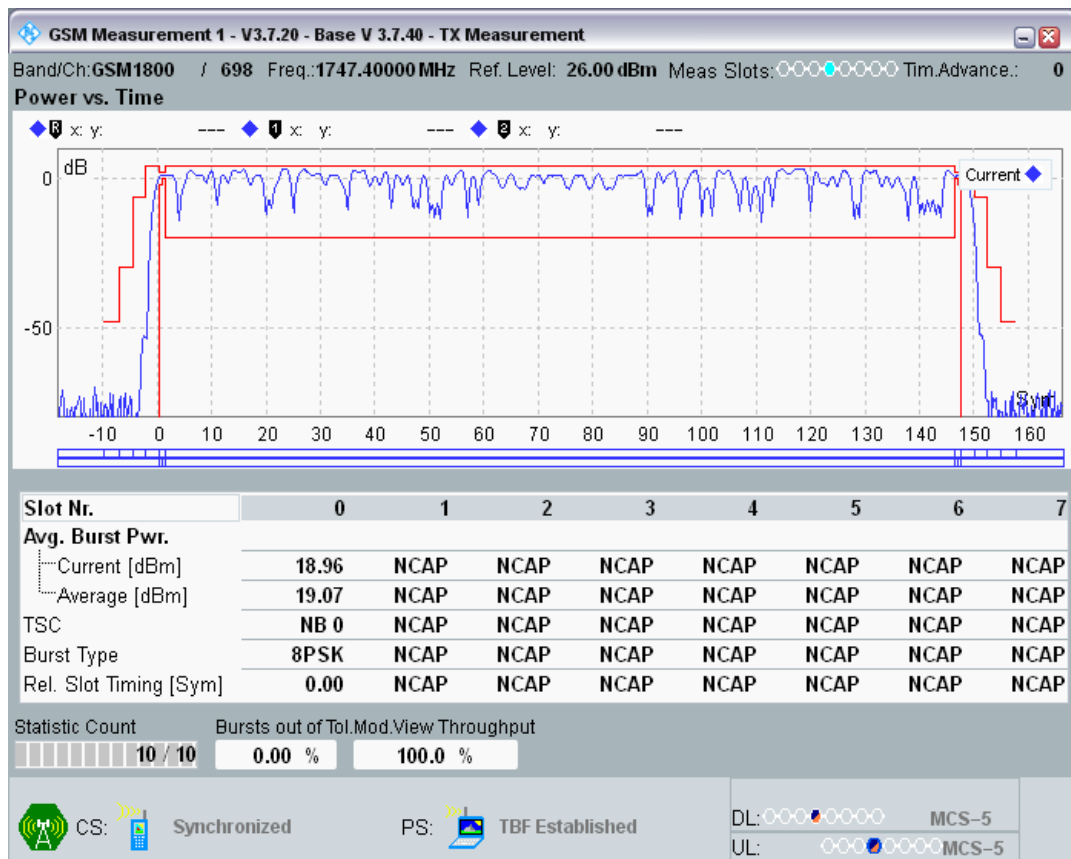 GSM Measurement 1 - V3.7.20 - Base V 3.7.40 - TX Measurement
Band/Ch:GSM1800 / 698 Freq.:1747.40000 MHz Ref. Level: 26.00 dBm Meas Slots: Tim.Advance.: 0
Power vs. Time
R x: y: --- 1 x: y: --- 2 x: y: ---
dB
Current
0
-50
Sym
-10 0 10 20 30 40 50 60 70 80 90 100 110 120 130 140 150 160
Slot Nr. 0 1 2 3 4 5 6 7
Avg. Burst Pwr.
Current [dBm] 18.96 NCAP NCAP NCAP NCAP NCAP NCAP NCAP
Average [dBm] 19.07 NCAP NCAP NCAP NCAP NCAP NCAP NCAP
TSC NB 0 NCAP NCAP NCAP NCAP NCAP NCAP NCAP
Burst Type 8PSK NCAP NCAP NCAP NCAP NCAP NCAP NCAP
Rel. Slot Timing [Sym] 0.00 NCAP NCAP NCAP NCAP NCAP NCAP NCAP
Statistic Count Bursts out of Tol.Mod.View Throughput
10 / 10 0.00 % 100.0 %
CS: Synchronized PS: TBF Established
DL: MCS-5
UL: MCS-5